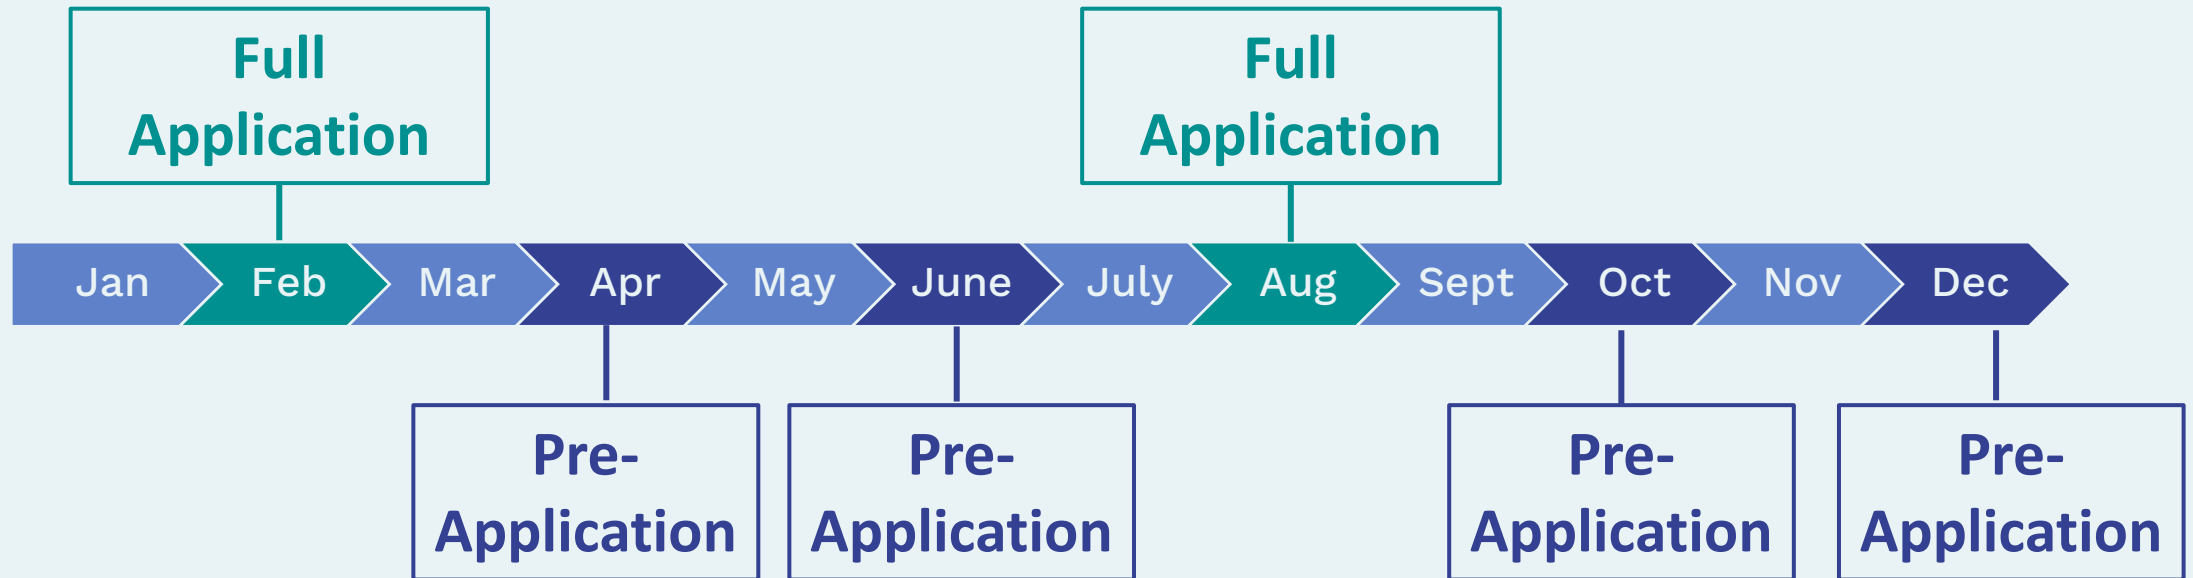 Full
Application
Full
Application
Jan Feb Mar Apr May June July Aug Sept Oct Nov Dec
Pre-
Application
Pre-
Application
Pre-
Application
Pre-
Application